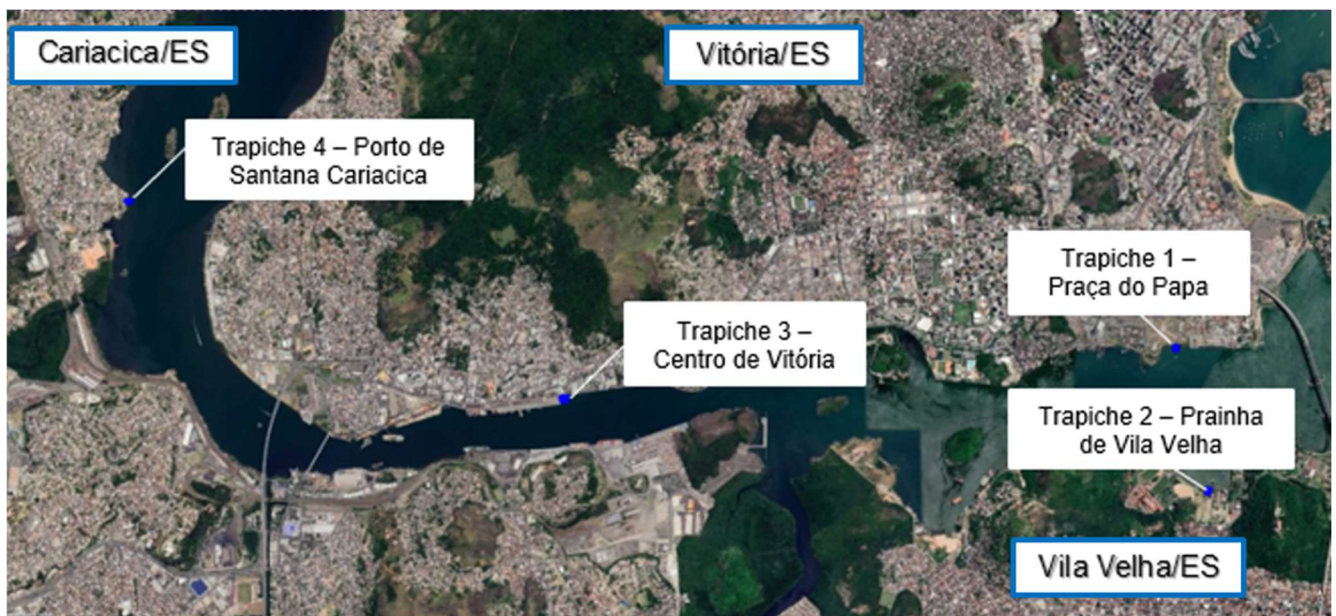 Cariacica/ES
Vitória/ES
Trapiche 4 – Porto de
Santana Cariacica
Trapiche 1 –
Praça do Papa
Trapiche 3 –
Centro de Vitória
Trapiche 2 – Prainha
de Vila Velha
Vila Velha/ES